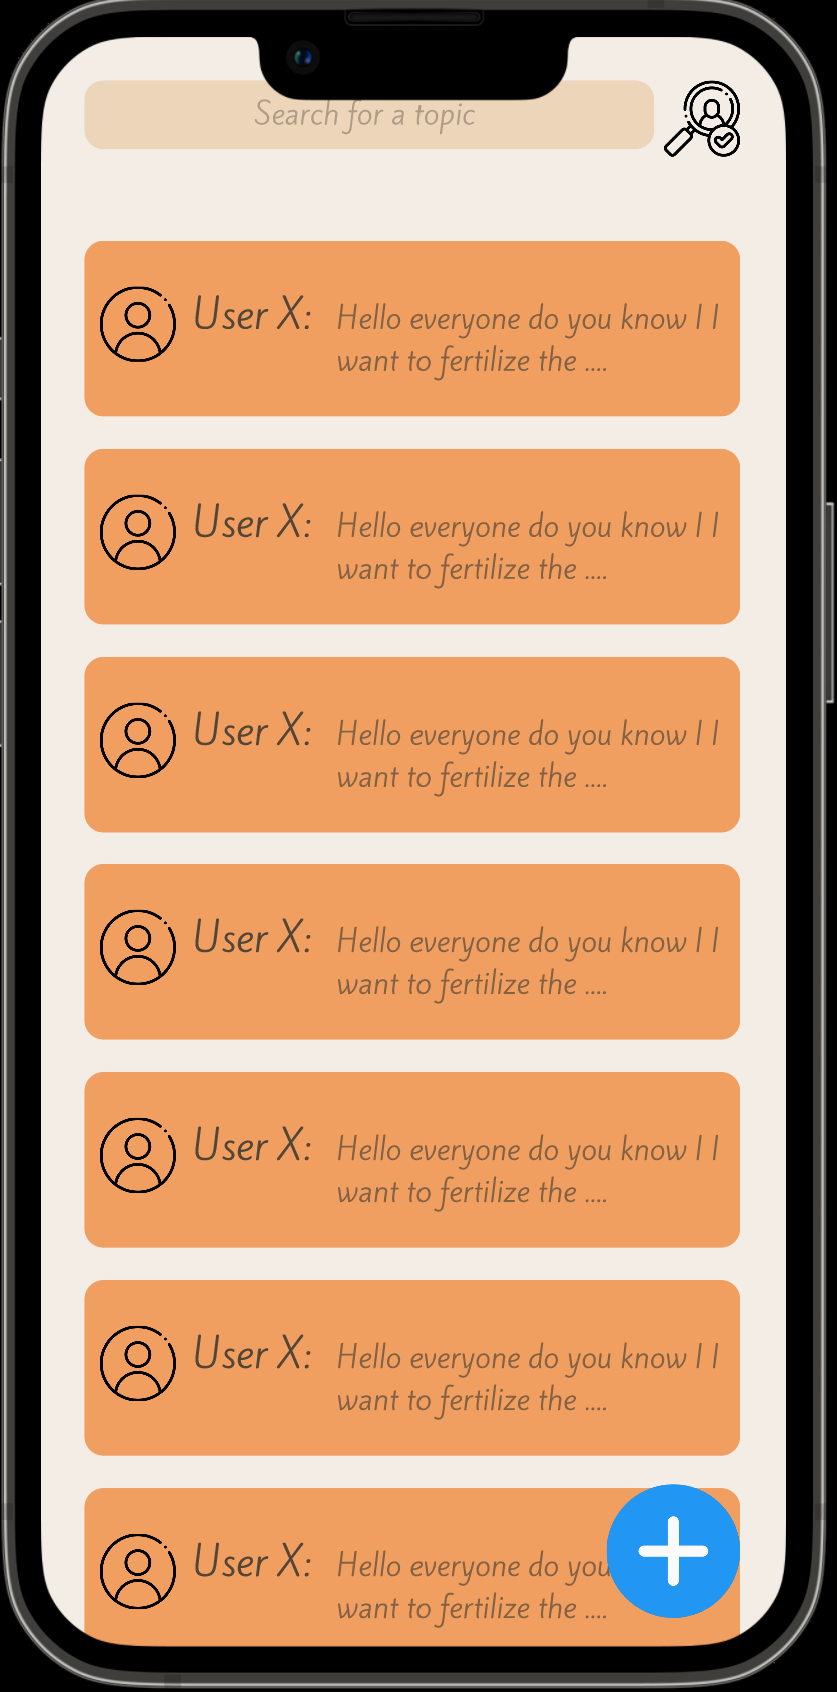 Search for a topic
User X: Hello everyone do you know I I
want to fertilize the ....
User X: Hello everyone do you know I I
want to fertilize the ....
User X: Hello everyone do you know I I
want to fertilize the ....
User X: Hello everyone do you know I I
want to fertilize the ....
User X: Hello everyone do you know I I
want to fertilize the ....
User X: Hello everyone do you know I I
want to fertilize the ....
User X: Hello everyone do you
want to fertilize the ....